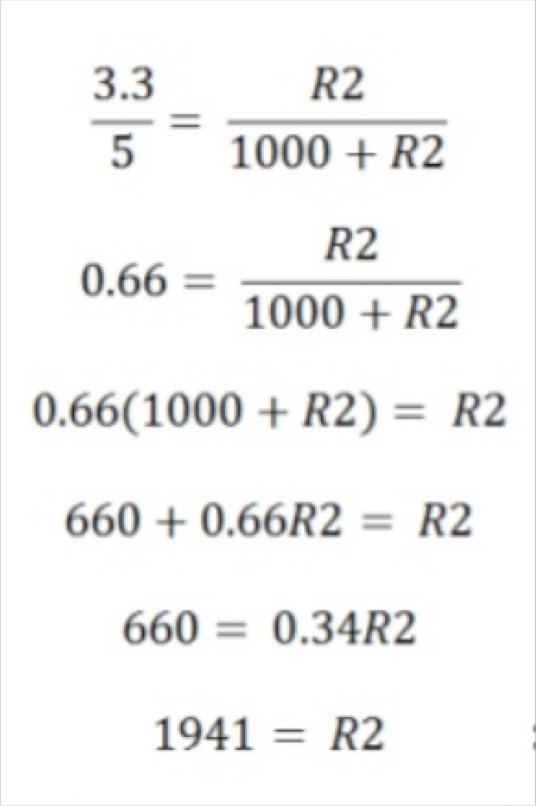 3.3/5 = R2/(1000 + R2)
0.66 = R2/(1000 + R2)
0.66(1000 + R2) = R2
660 + 0.66R2 = R2
660 = 0.34R2
1941 = R2